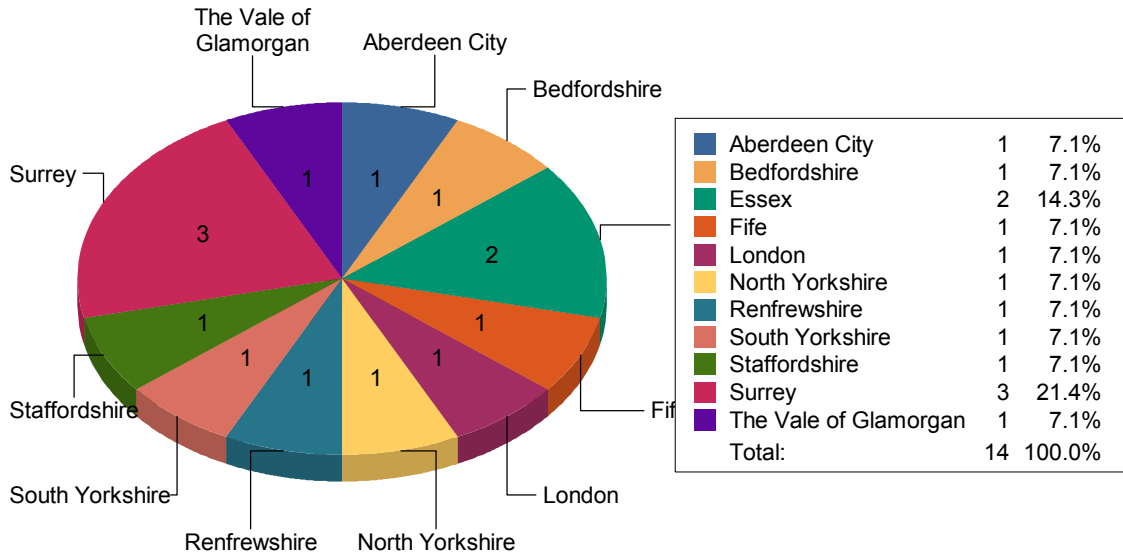 The Vale of
Glamorgan
Aberdeen City
Bedfordshire
Surrey
Staffordshire
South Yorkshire
Renfrewshire
North Yorkshire
London
Fif
1
1
1
2
1
1
1
1
1
1
3
Aberdeen City 1 7.1%
Bedfordshire 1 7.1%
Essex 2 14.3%
Fife 1 7.1%
London 1 7.1%
North Yorkshire 1 7.1%
Renfrewshire 1 7.1%
South Yorkshire 1 7.1%
Staffordshire 1 7.1%
Surrey 3 21.4%
The Vale of Glamorgan 1 7.1%
Total: 14 100.0%